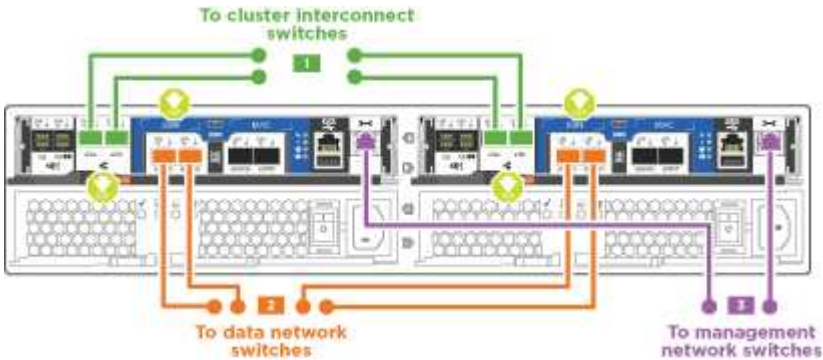 To cluster interconnect
switches
1
2
To data network
switches
3
To management
network switches